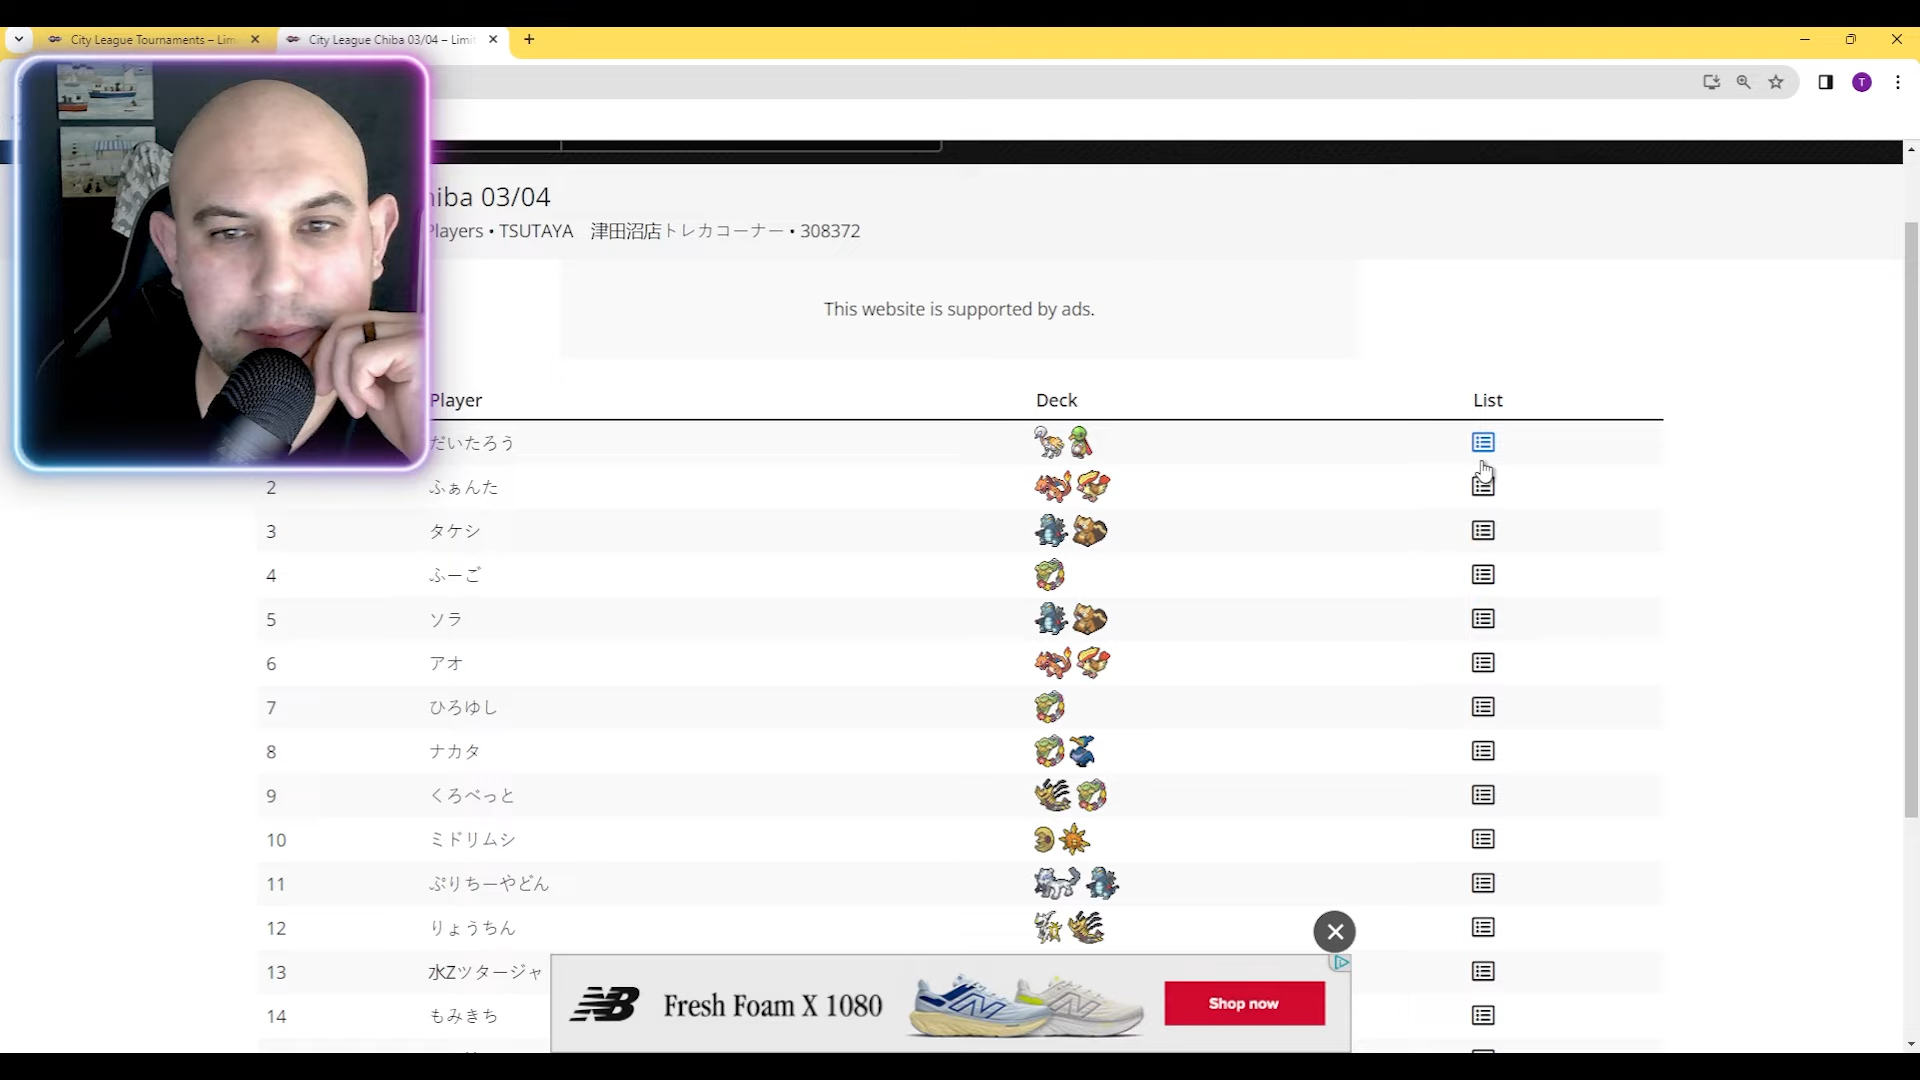 City League Tournaments – Lim
City League Chiba 03/04 – Limit
T
hiba 03/04
Players • TSUTAYA 津田沼店トレカコーナー • 308372
This website is supported by ads.
Player Deck List
だいたろう
2 ふぁんた
3 タケシ
4 ふーご
5 ソラ
6 アオ
7 ひろゆし
8 ナカタ
9 くろべっと
10 ミドリムシ
11 ぷりちーやどん
12 りょうちん
13 水Zツタージャ
14 もみきち
NB Fresh Foam X 1080 Shop now